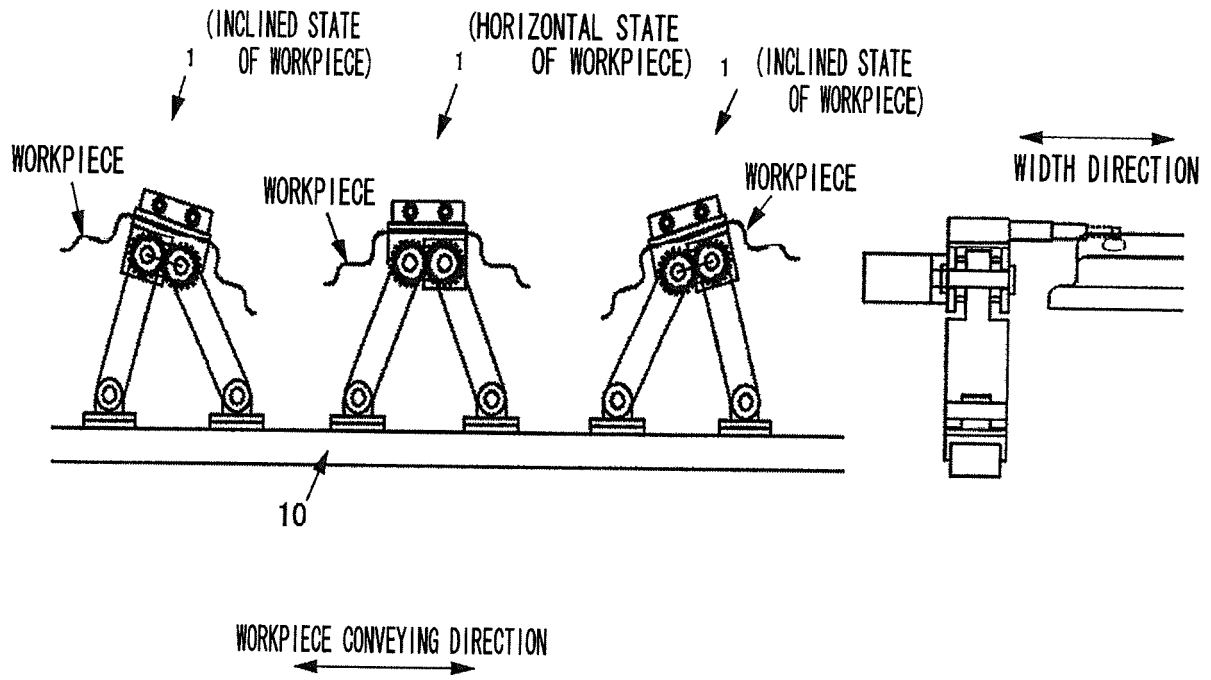 (INCLINED STATE
OF WORKPIECE)
1
(HORIZONTAL STATE
OF WORKPIECE)
1
(INCLINED STATE
OF WORKPIECE)
1
WORKPIECE
WORKPIECE
WORKPIECE
WIDTH DIRECTION
10
WORKPIECE CONVEYING DIRECTION